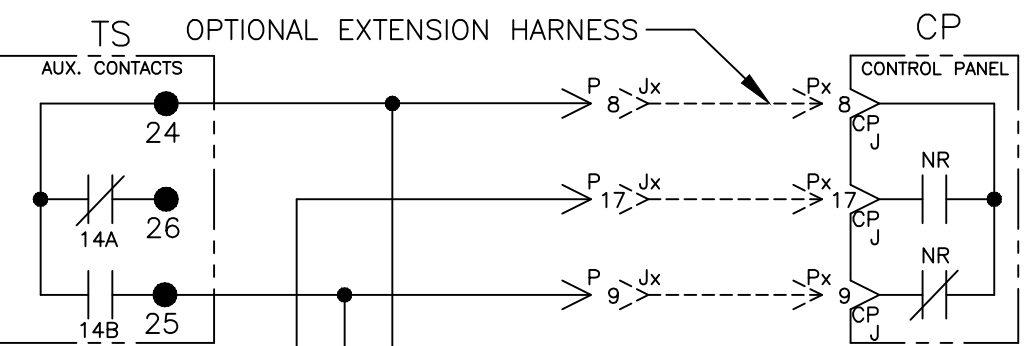 TS OPTIONAL EXTENSION HARNESS CP
AUX. CONTACTS CONTROL PANEL
P 8 Jx Px 8
24 CP
J
NR
P 17 Jx Px 17
14A 26 CP
J
NR
P 9 Jx Px 9
14B 25 CP
J